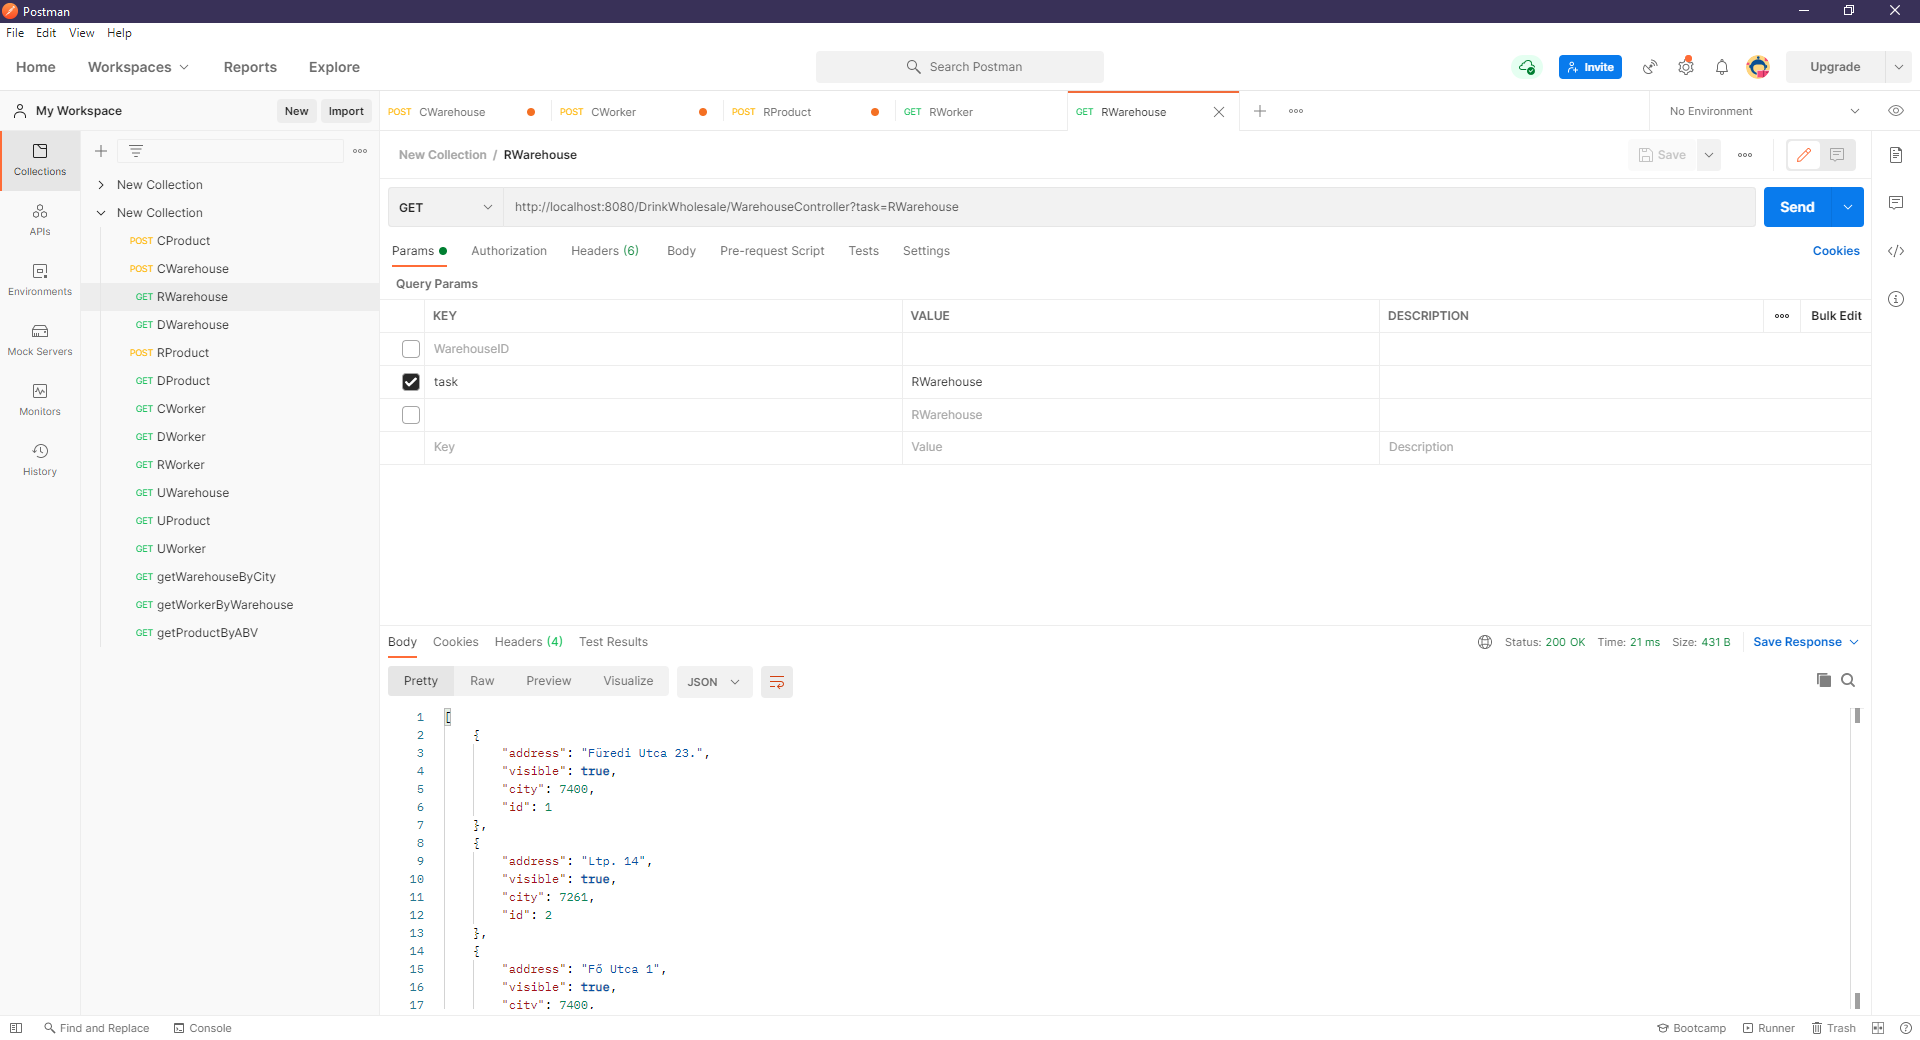 Postman
File Edit View Help
Home Workspaces Reports Explore Search Postman Invite Upgrade
My Workspace New Import
POST CWarehouse POST CWorker POST RProduct GET RWorker GET RWarehouse No Environment
Collections
APIs
Environments
Mock Servers
Monitors
History
New Collection
New Collection
POST CProduct
POST CWarehouse
GET RWarehouse
GET DWarehouse
POST RProduct
GET DProduct
GET CWorker
GET DWorker
GET RWorker
GET UWarehouse
GET UProduct
GET UWorker
GET getWarehouseByCity
GET getWorkerByWarehouse
GET getProductByABV
New Collection / RWarehouse Save
GET http://localhost:8080/DrinkWholesale/WarehouseController?task=RWarehouse Send
Params Authorization Headers (6) Body Pre-request Script Tests Settings Cookies
Query Params
KEY VALUE DESCRIPTION Bulk Edit
WarehouseID
task RWarehouse
RWarehouse
Key Value Description
Body Cookies Headers (4) Test Results Status: 200 OK Time: 21 ms Size: 431 B Save Response
Pretty Raw Preview Visualize JSON
1 [
2 {
3 "address": "Füredi Utca 23.",
4 "visible": true,
5 "city": 7400,
6 "id": 1
7 },
8 {
9 "address": "Ltp. 14",
10 "visible": true,
11 "city": 7261,
12 "id": 2
13 },
14 {
15 "address": "Fő Utca 1",
16 "visible": true,
17 "city": 7400,
Find and Replace Console Bootcamp Runner Trash